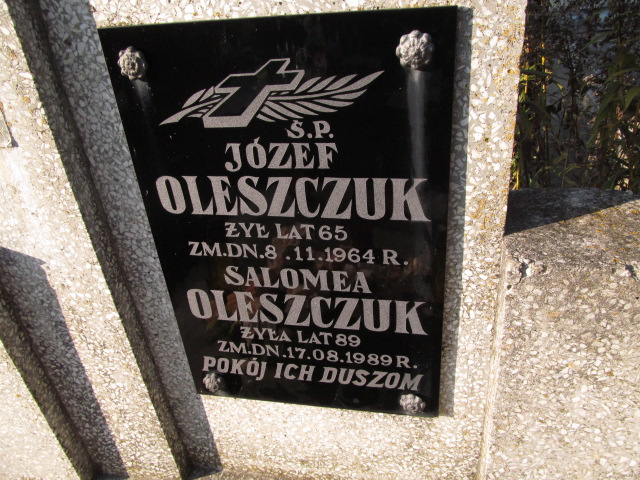 Ś.P.
JÓZEF
OLESZCZUK
ŻYŁ LAT 65
ZM.DN.8.11.1964 R.
SALOMEA
OLESZCZUK
ŻYŁA LAT 89
ZM.DN.17.08.1989 R.
POKÓJ ICH DUSZOM